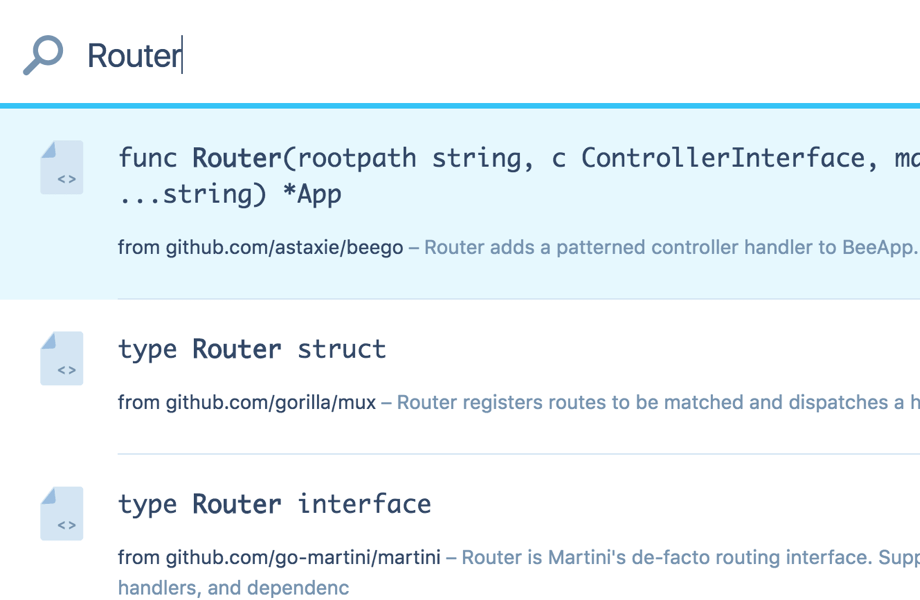 Router
func Router(rootpath string, c ControllerInterface,
...string) *App
from github.com/astaxie/beego – Router adds a patterned controller handler to BeeApp.
type Router struct
from github.com/gorilla/mux – Router registers routes to be matched and dispatches a
type Router interface
from github.com/go-martini/martini – Router is Martini's de-facto routing interface.
handlers, and dependenc